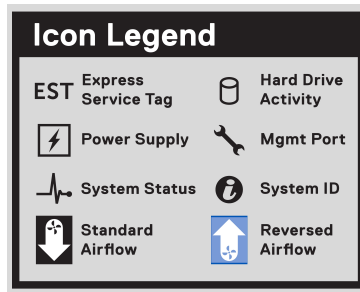 Icon Legend
EST Express
Service Tag
Hard Drive
Activity
Power Supply
Mgmt Port
System Status
i System ID
Standard
Airflow
Reversed
Airflow